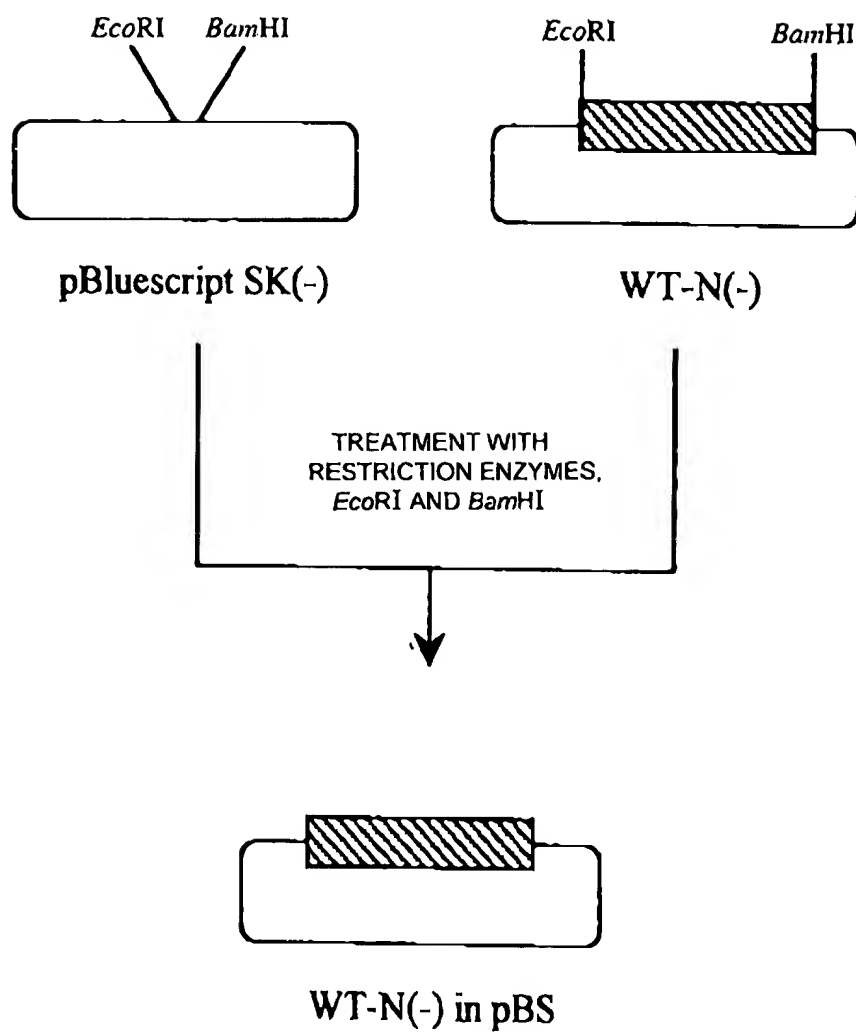 EcoRI BamHI
EcoRI BamHI
pBluescript SK(-)
WT-N(-)
TREATMENT WITH
RESTRICTION ENZYMES,
EcoRI AND BamHI
WT-N(-) in pBS